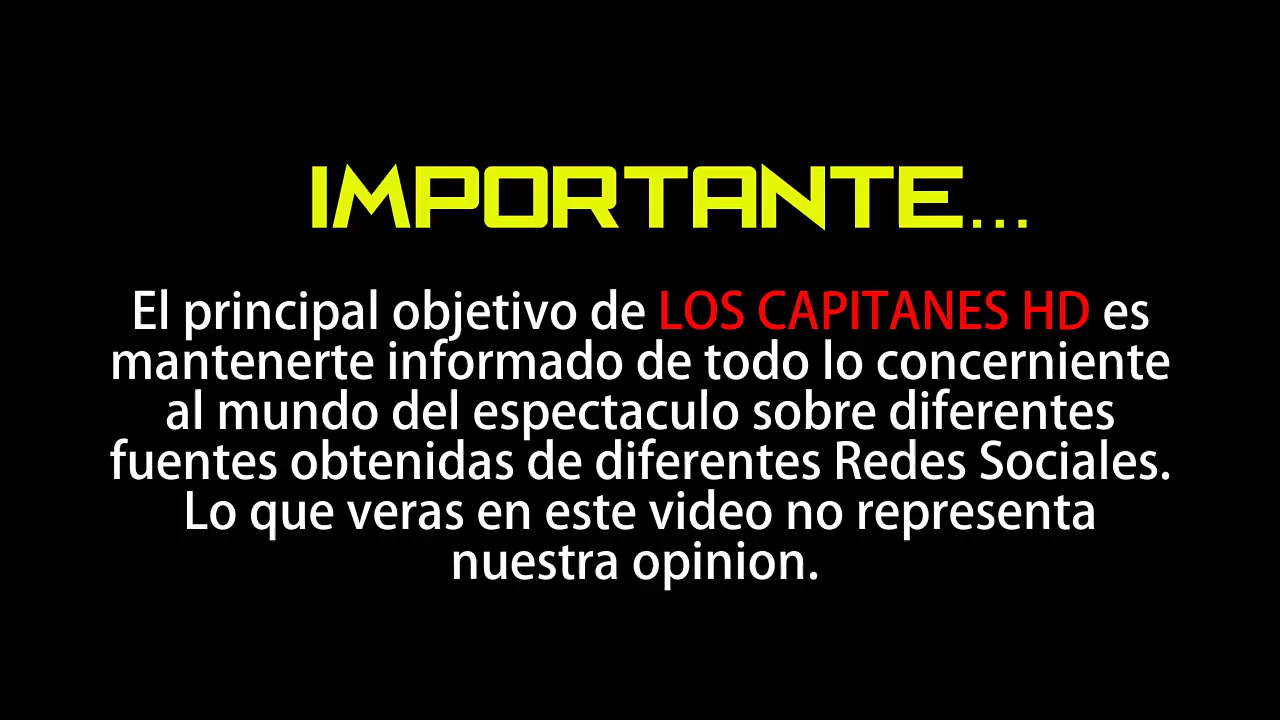 IMPORTANTE...
El principal objetivo de LOS CAPITANES HD es
mantenerte informado de todo lo concerniente
al mundo del espectaculo sobre diferentes
fuentes obtenidas de diferentes Redes Sociales.
Lo que veras en este video no representa
nuestra opinion.